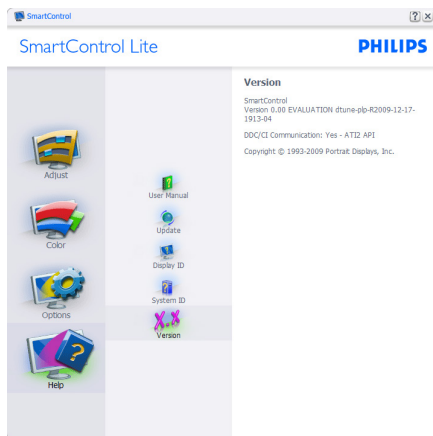 SmartControl
SmartControl Lite
PHILIPS
Adjust
Color
Options
Help
User Manual
Update
Display ID
System ID
X.X
Version
Version
SmartControl
Version 0.00 EVALUATION dtune-plp-R2009-12-17-
1913-04
DDC/CI Communication: Yes - ATI2 API
Copyright © 1993-2009 Portrait Displays, Inc.